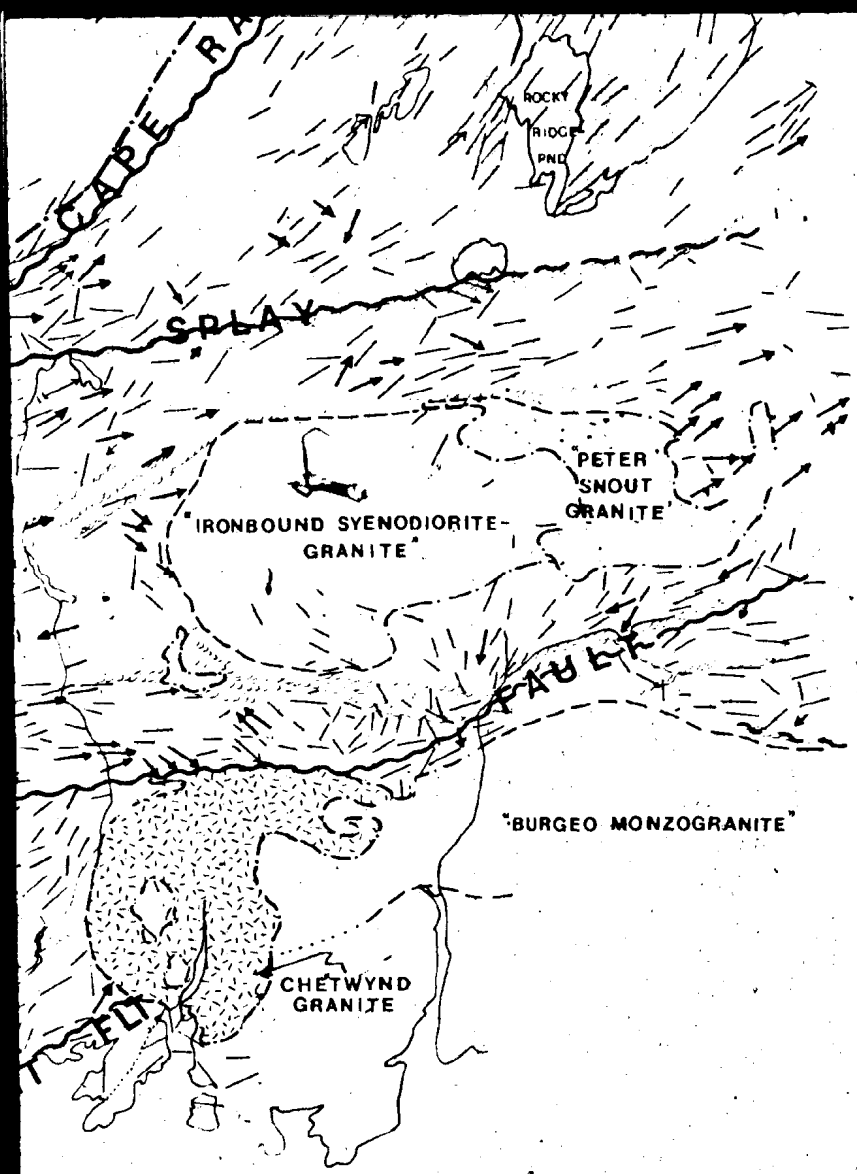 CAPE RA
ROCKY
RIDGE
PND
SPLAY
"PETER
SNOUT
GRANITE'
"IRONBOUND SYENODIORITE-
GRANITE"
FAULT
"BURGEO MONZOGRANITE"
CHETWYND
GRANITE
T FLT